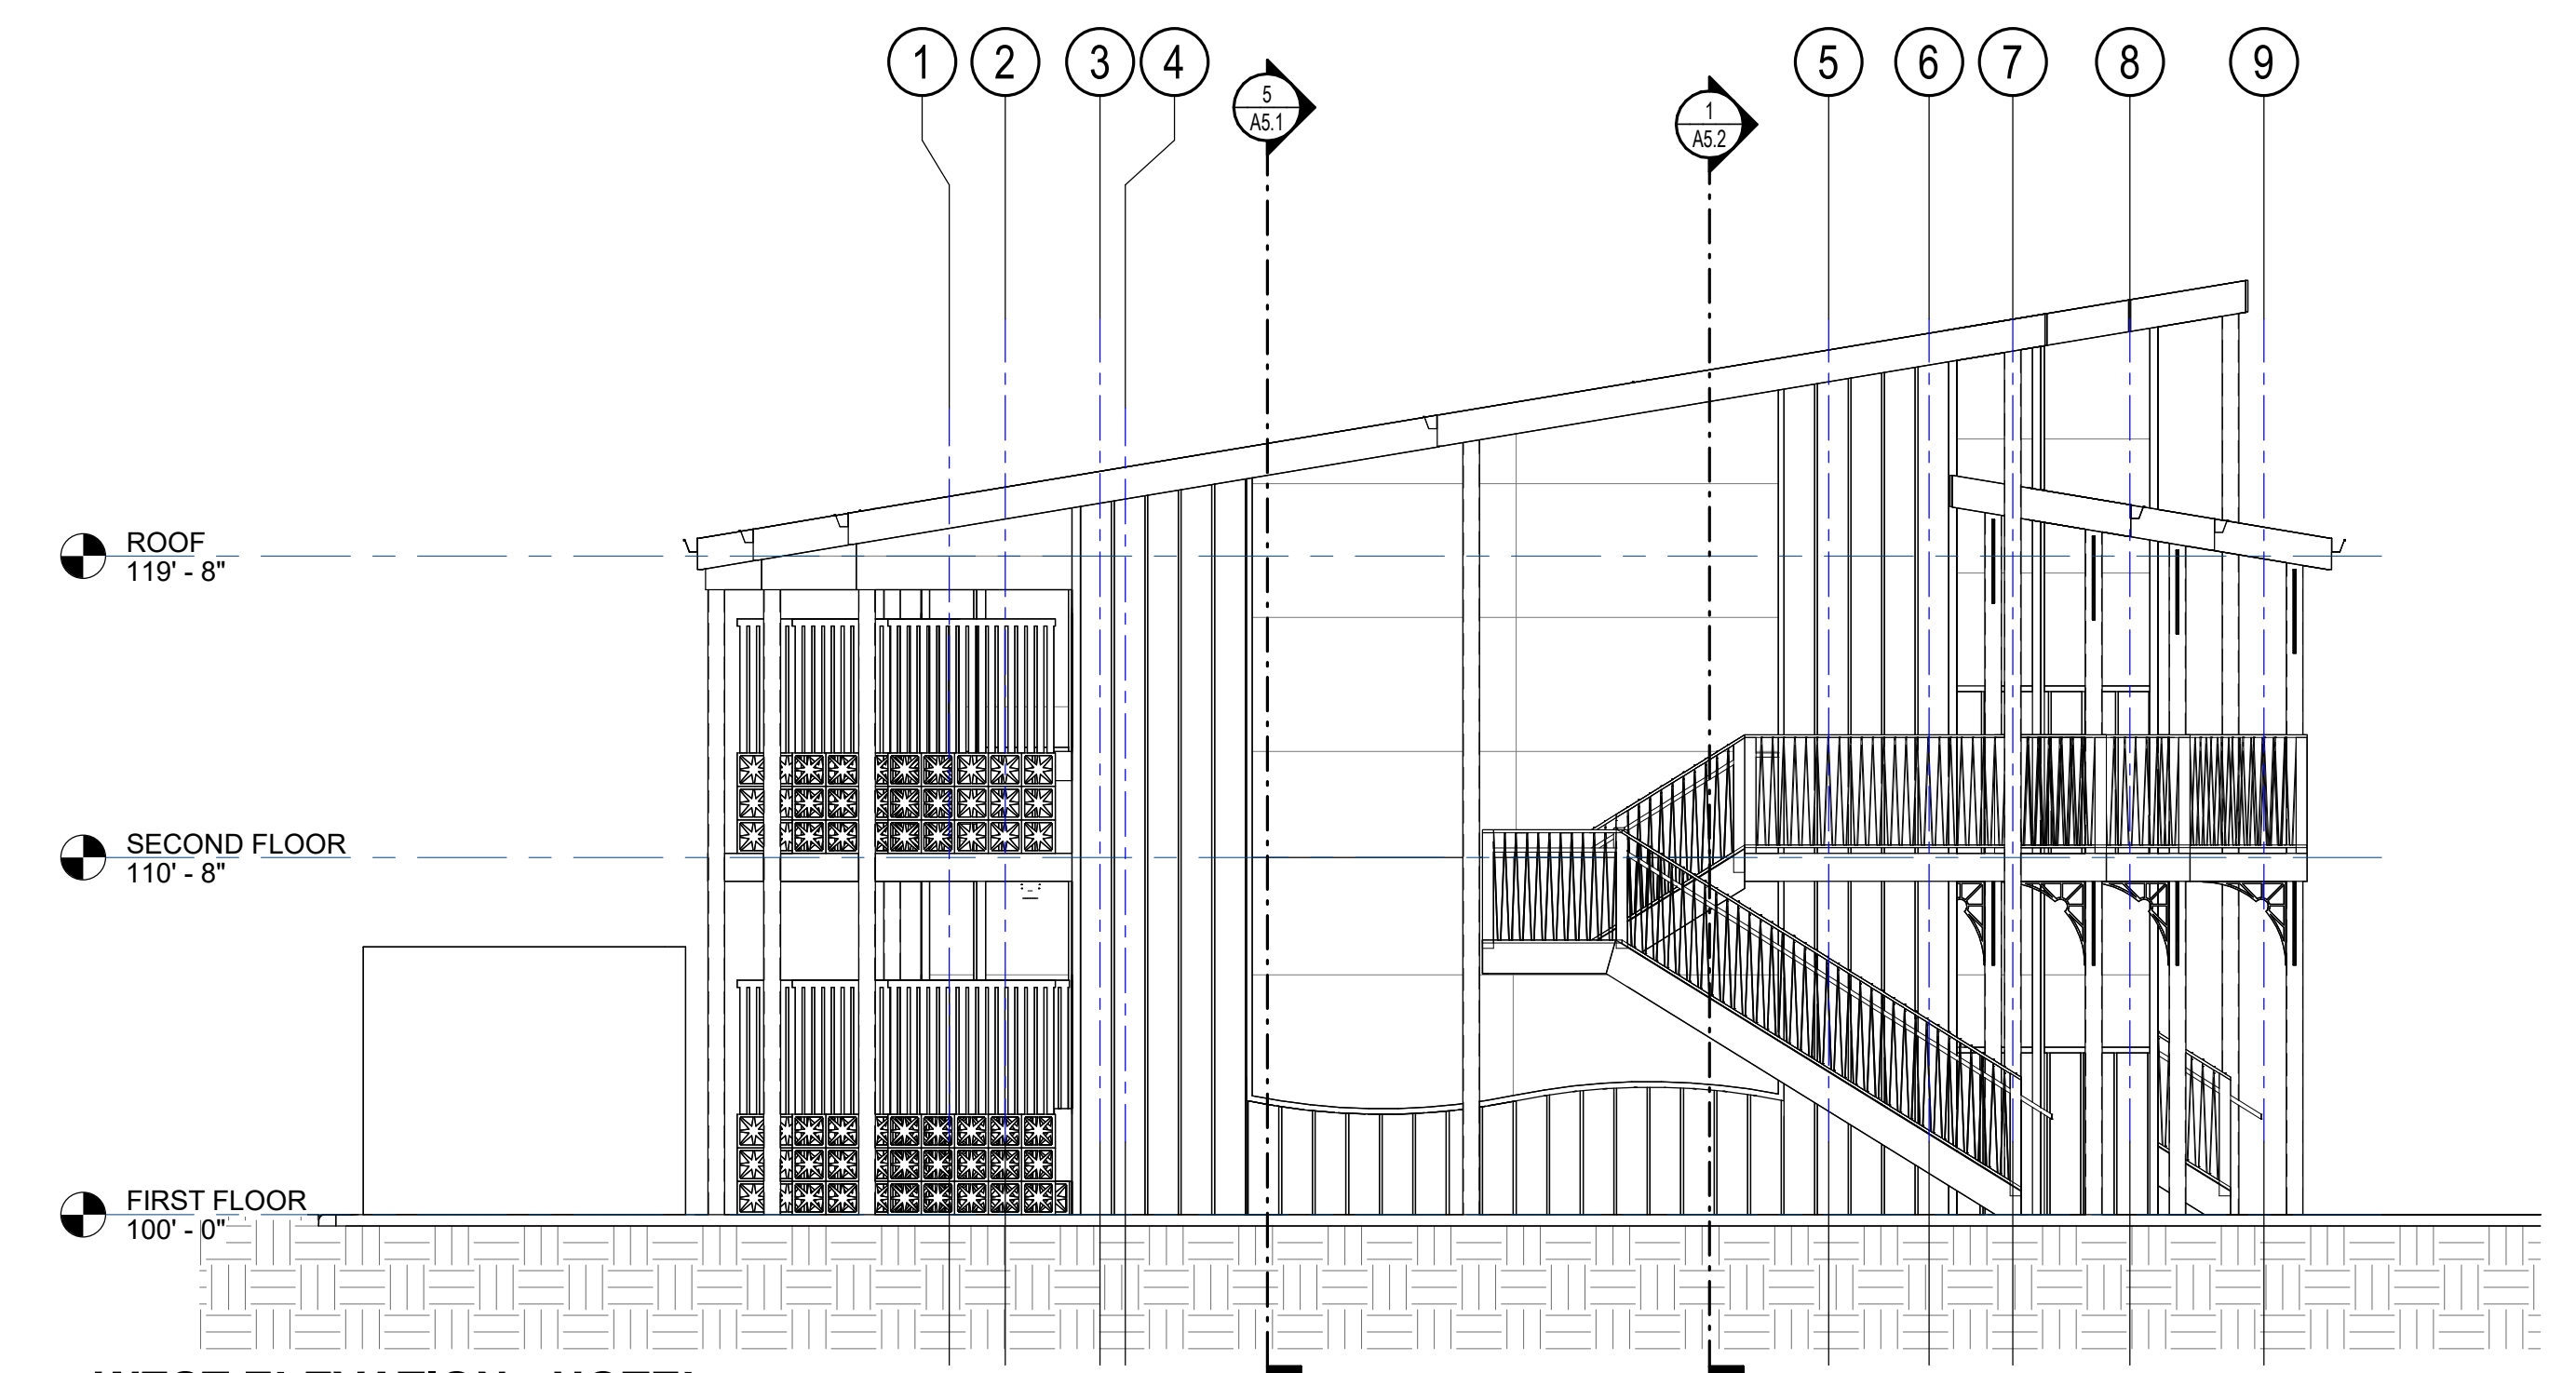 1 2 3 4 5 6 7 8 9
5
A5.1
1
A5.2
ROOF
119' - 8"
SECOND FLOOR
110' - 8"
FIRST FLOOR
100' - 0"